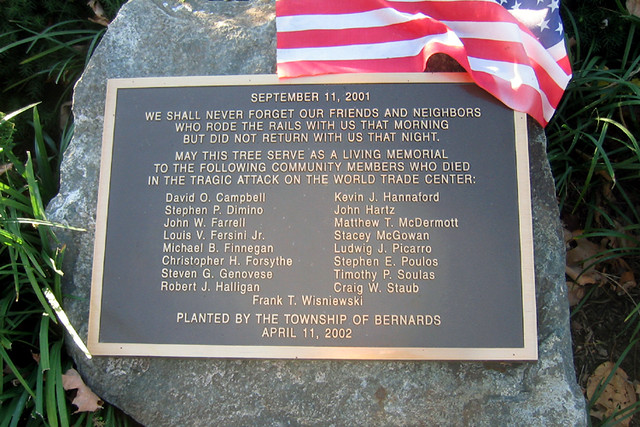 SEPTEMBER 11, 2001
WE SHALL NEVER FORGET OUR FRIENDS AND NEIGHBORS
WHO RODE THE RAILS WITH US THAT MORNING
BUT DID NOT RETURN WITH US THAT NIGHT.
MAY THIS TREE SERVE AS A LIVING MEMORIAL
TO THE FOLLOWING COMMUNITY MEMBERS WHO DIED
IN THE TRAGIC ATTACK ON THE WORLD TRADE CENTER:
David O. Campbell
Stephen P. Dimino
John W. Farrell
Louis V. Fersini Jr.
Michael B. Finnegan
Christopher H. Forsythe
Steven G. Genovese
Robert J. Halligan
Kevin J. Hannaford
John Hartz
Matthew T. McDermott
Stacey McGowan
Ludwig J. Picarro
Stephen E. Poulos
Timothy P. Soulas
Craig W. Staub
Frank T. Wisniewski
PLANTED BY THE TOWNSHIP OF BERNARDS
APRIL 11, 2002